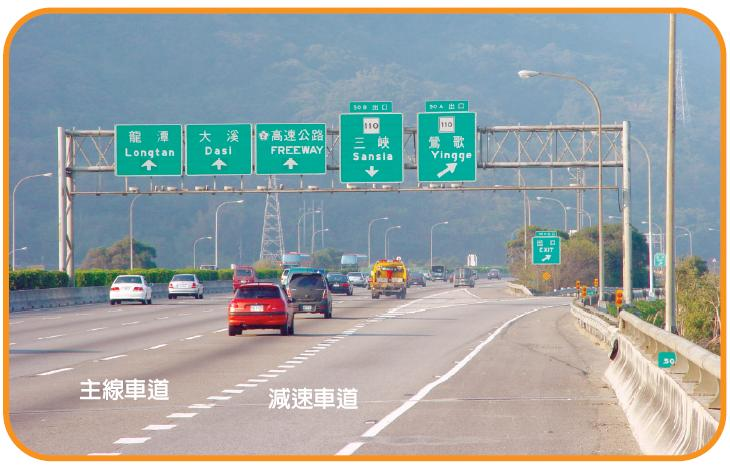 龍潭
Longtan
大溪
Dasi
高速公路
FREEWAY
50 B 出口
110
三峽
Sansia
50 A 出口
110
鶯歌
Yingge
出口
EXIT
50
主線車道
減速車道